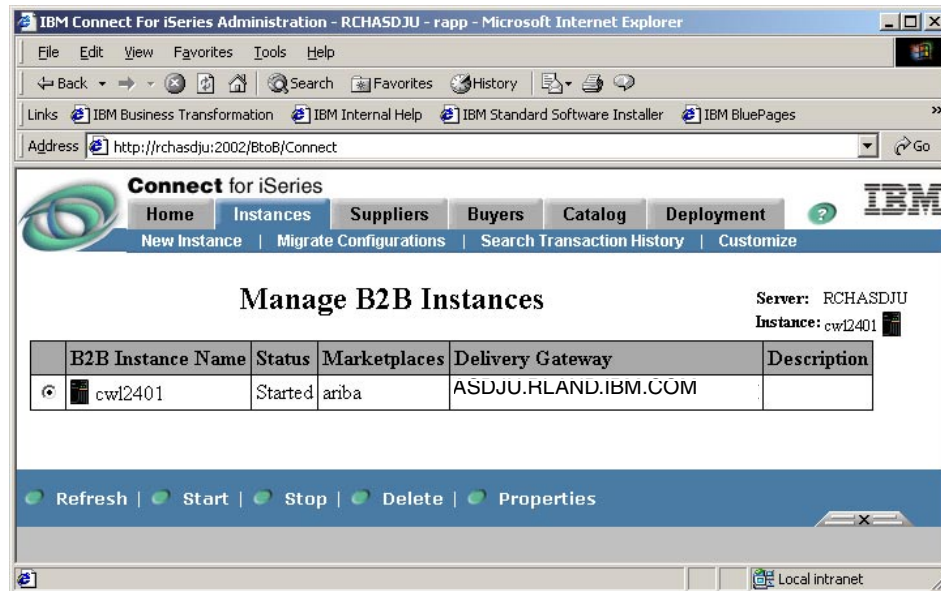 IBM Connect For iSeries Administration - RCHASDJU - rapp - Microsoft Internet Explorer
File Edit View Favorites Tools Help
Back Search Favorites History
Links IBM Business Transformation IBM Internal Help IBM Standard Software Installer IBM BluePages »
Address http://rchasdju:2002/BtoB/Connect Go
Connect for iSeries
Home Instances Suppliers Buyers Catalog Deployment ? IBM
New Instance | Migrate Configurations | Search Transaction History | Customize
Manage B2B Instances
Server: RCHASDJU
Instance: cwl2401
B2B Instance Name Status Marketplaces Delivery Gateway Description
cwl2401 Started ariba ASDJU.RLAND.IBM.COM
Refresh | Start | Stop | Delete | Properties
X
Local intranet